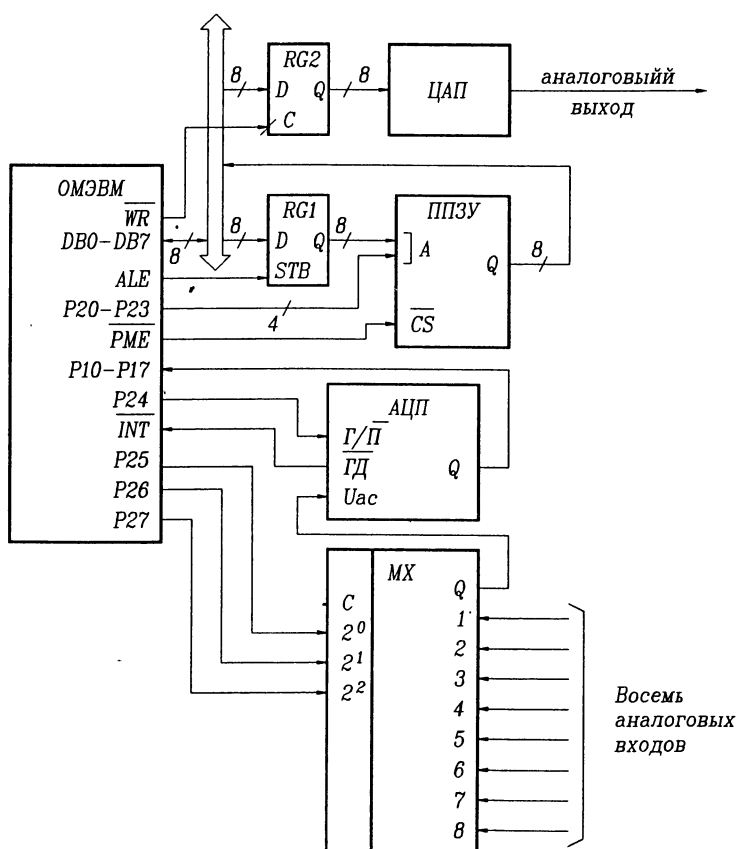 RG2
8
D Q
8
C
ЦАП
аналоговыйй
выход
ОМЭВМ
WR
DB0-DB7
8
ALE
P20-P23
4
PME
P10-P17
P24
INT
P25
P26
P27
RG1
8
D Q
8
STB
ППЗУ
A
Q
8
CS
АЦП
Г/П
ГД
Q
Uас
MX
Q
C
2⁰
2¹
2²
1
2
3
4
5
6
7
8
Восемь
аналоговых
входов